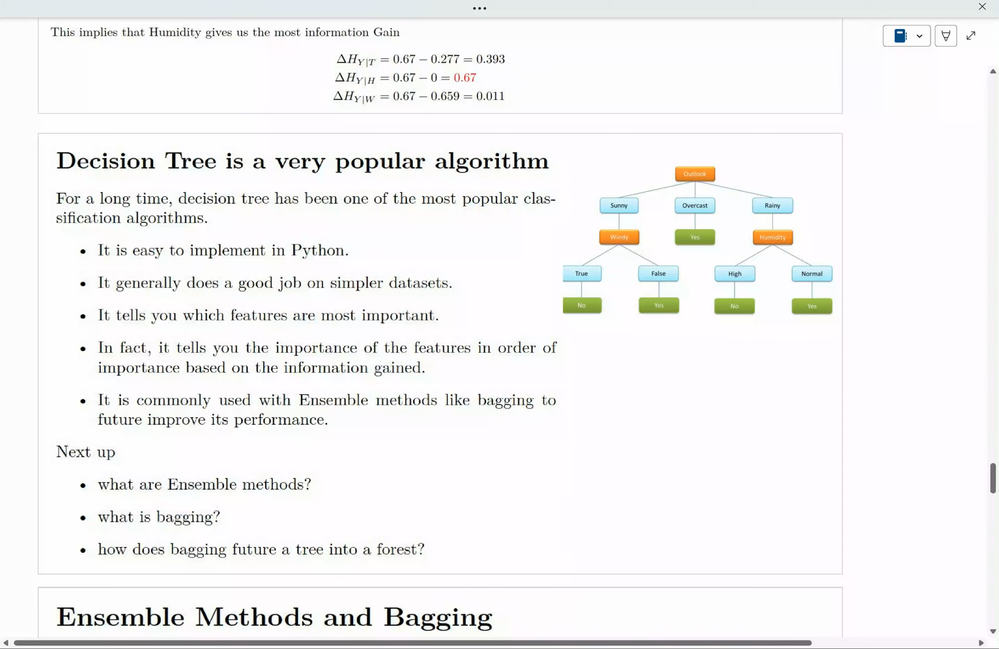 This implies that Humidity gives us the most information Gain
ΔH_{Y|T} = 0.67 − 0.277 = 0.393
ΔH_{Y|H} = 0.67 − 0 = 0.67
ΔH_{Y|W} = 0.67 − 0.659 = 0.011
Decision Tree is a very popular algorithm
For a long time, decision tree has been one of the most popular clas-
sification algorithms.
• It is easy to implement in Python.
• It generally does a good job on simpler datasets.
• It tells you which features are most important.
• In fact, it tells you the importance of the features in order of
importance based on the information gained.
• It is commonly used with Ensemble methods like bagging to
future improve its performance.
Next up
• what are Ensemble methods?
• what is bagging?
• how does bagging future a tree into a forest?
Outlook
Sunny Overcast Rainy
Windy Yes Humidity
True False High Normal
No Yes No Yes
Ensemble Methods and Bagging